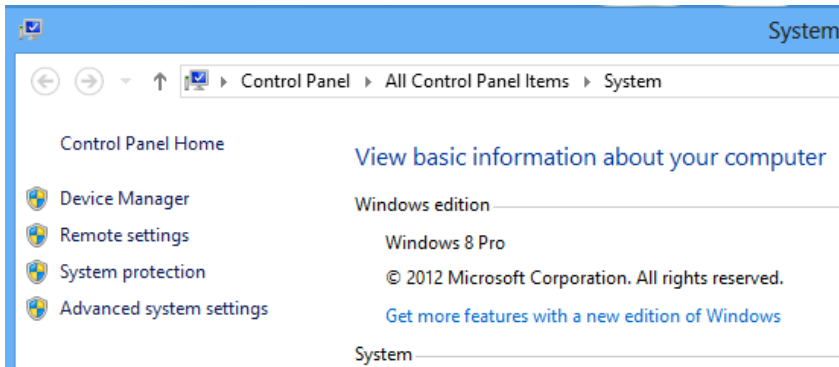 System
Control Panel ▸ All Control Panel Items ▸ System
Control Panel Home
Device Manager
Remote settings
System protection
Advanced system settings
View basic information about your computer
Windows edition
Windows 8 Pro
© 2012 Microsoft Corporation. All rights reserved.
Get more features with a new edition of Windows
System